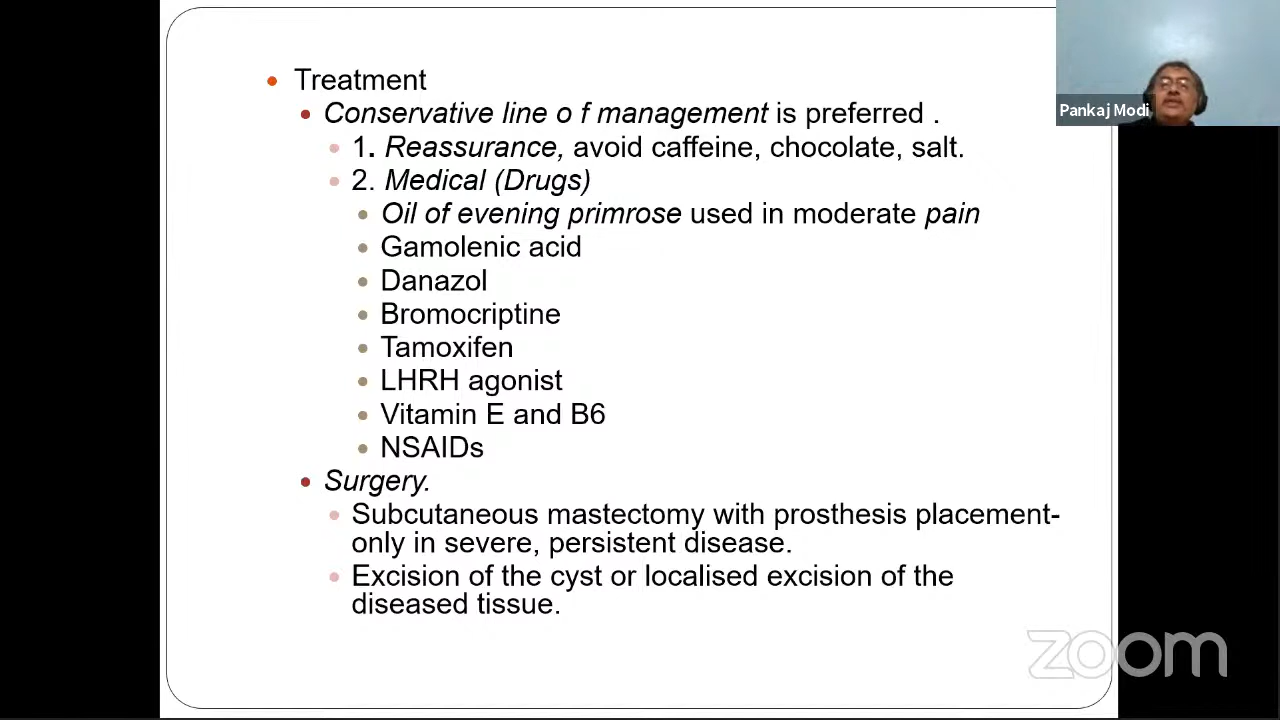 Treatment
Conservative line o f management is preferred .
1. Reassurance, avoid caffeine, chocolate, salt.
2. Medical (Drugs)
Oil of evening primrose used in moderate pain
Gamolenic acid
Danazol
Bromocriptine
Tamoxifen
LHRH agonist
Vitamin E and B6
NSAIDs
Surgery.
Subcutaneous mastectomy with prosthesis placement-
only in severe, persistent disease.
Excision of the cyst or localised excision of the
diseased tissue.
Pankaj Modi
zoom